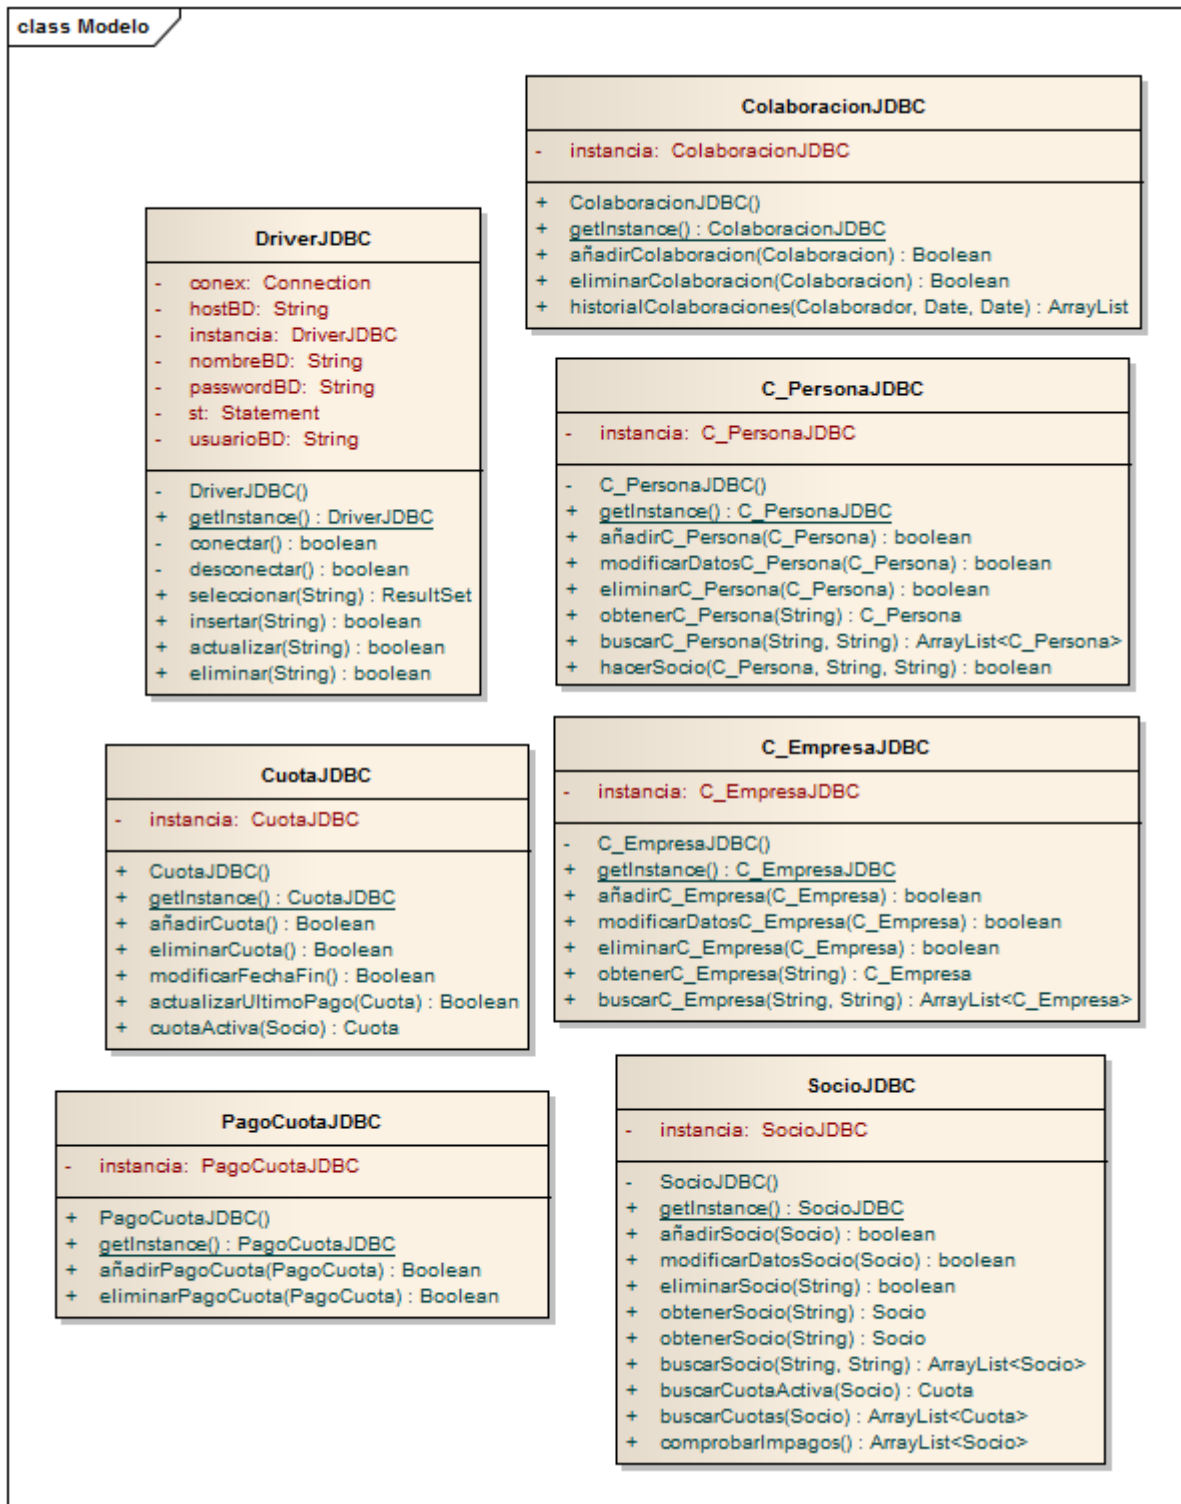 class Modelo
ColaboracionJDBC
- instancia: ColaboracionJDBC
+ ColaboracionJDBC()
+ getInstance() : ColaboracionJDBC
+ añadirColaboracion(Colaboracion) : Boolean
+ eliminarColaboracion(Colaboracion) : Boolean
+ historialColaboraciones(Colaborador, Date, Date) : ArrayList
DriverJDBC
- conex: Connection
- hostBD: String
- instancia: DriverJDBC
- nombreBD: String
- passwordBD: String
- st: Statement
- usuarioBD: String
- DriverJDBC()
+ getInstance() : DriverJDBC
- conectar() : boolean
- desconectar() : boolean
+ seleccionar(String) : ResultSet
+ insertar(String) : boolean
+ actualizar(String) : boolean
+ eliminar(String) : boolean
C_PersonaJDBC
- instancia: C_PersonaJDBC
- C_PersonaJDBC()
+ getInstance() : C_PersonaJDBC
+ añadirC_Persona(C_Persona) : boolean
+ modificarDatosC_Persona(C_Persona) : boolean
+ eliminarC_Persona(C_Persona) : boolean
+ obtenerC_Persona(String) : C_Persona
+ buscarC_Persona(String, String) : ArrayList<C_Persona>
+ hacerSocio(C_Persona, String, String) : boolean
CuotaJDBC
- instancia: CuotaJDBC
+ CuotaJDBC()
+ getInstance() : CuotaJDBC
+ añadirCuota() : Boolean
+ eliminarCuota() : Boolean
+ modificarFechaFin() : Boolean
+ actualizarUltimoPago(Cuota) : Boolean
+ cuotaActiva(Socio) : Cuota
C_EmpresaJDBC
- instancia: C_EmpresaJDBC
- C_EmpresaJDBC()
+ getInstance() : C_EmpresaJDBC
+ añadirC_Empresa(C_Empresa) : boolean
+ modificarDatosC_Empresa(C_Empresa) : boolean
+ eliminarC_Empresa(C_Empresa) : boolean
+ obtenerC_Empresa(String) : C_Empresa
+ buscarC_Empresa(String, String) : ArrayList<C_Empresa>
PagoCuotaJDBC
- instancia: PagoCuotaJDBC
+ PagoCuotaJDBC()
+ getInstance() : PagoCuotaJDBC
+ añadirPagoCuota(PagoCuota) : Boolean
+ eliminarPagoCuota(PagoCuota) : Boolean
SocioJDBC
- instancia: SocioJDBC
- SocioJDBC()
+ getInstance() : SocioJDBC
+ añadirSocio(Socio) : boolean
+ modificarDatosSocio(Socio) : boolean
+ eliminarSocio(String) : boolean
+ obtenerSocio(String) : Socio
+ obtenerSocio(String) : Socio
+ buscarSocio(String, String) : ArrayList<Socio>
+ buscarCuotaActiva(Socio) : Cuota
+ buscarCuotas(Socio) : ArrayList<Cuota>
+ comprobarImpagos() : ArrayList<Socio>